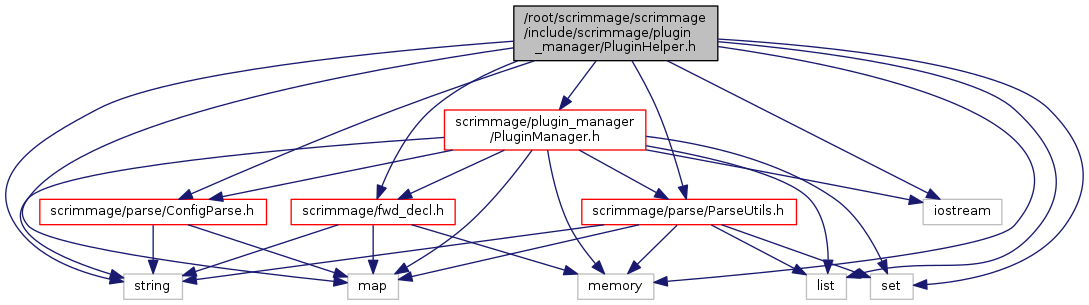 /root/scrimmage/scrimmage
/include/scrimmage/plugin
_manager/PluginHelper.h
scrimmage/plugin_manager
/PluginManager.h
scrimmage/parse/ConfigParse.h
scrimmage/fwd_decl.h
scrimmage/parse/ParseUtils.h
iostream
string
map
memory
list
set